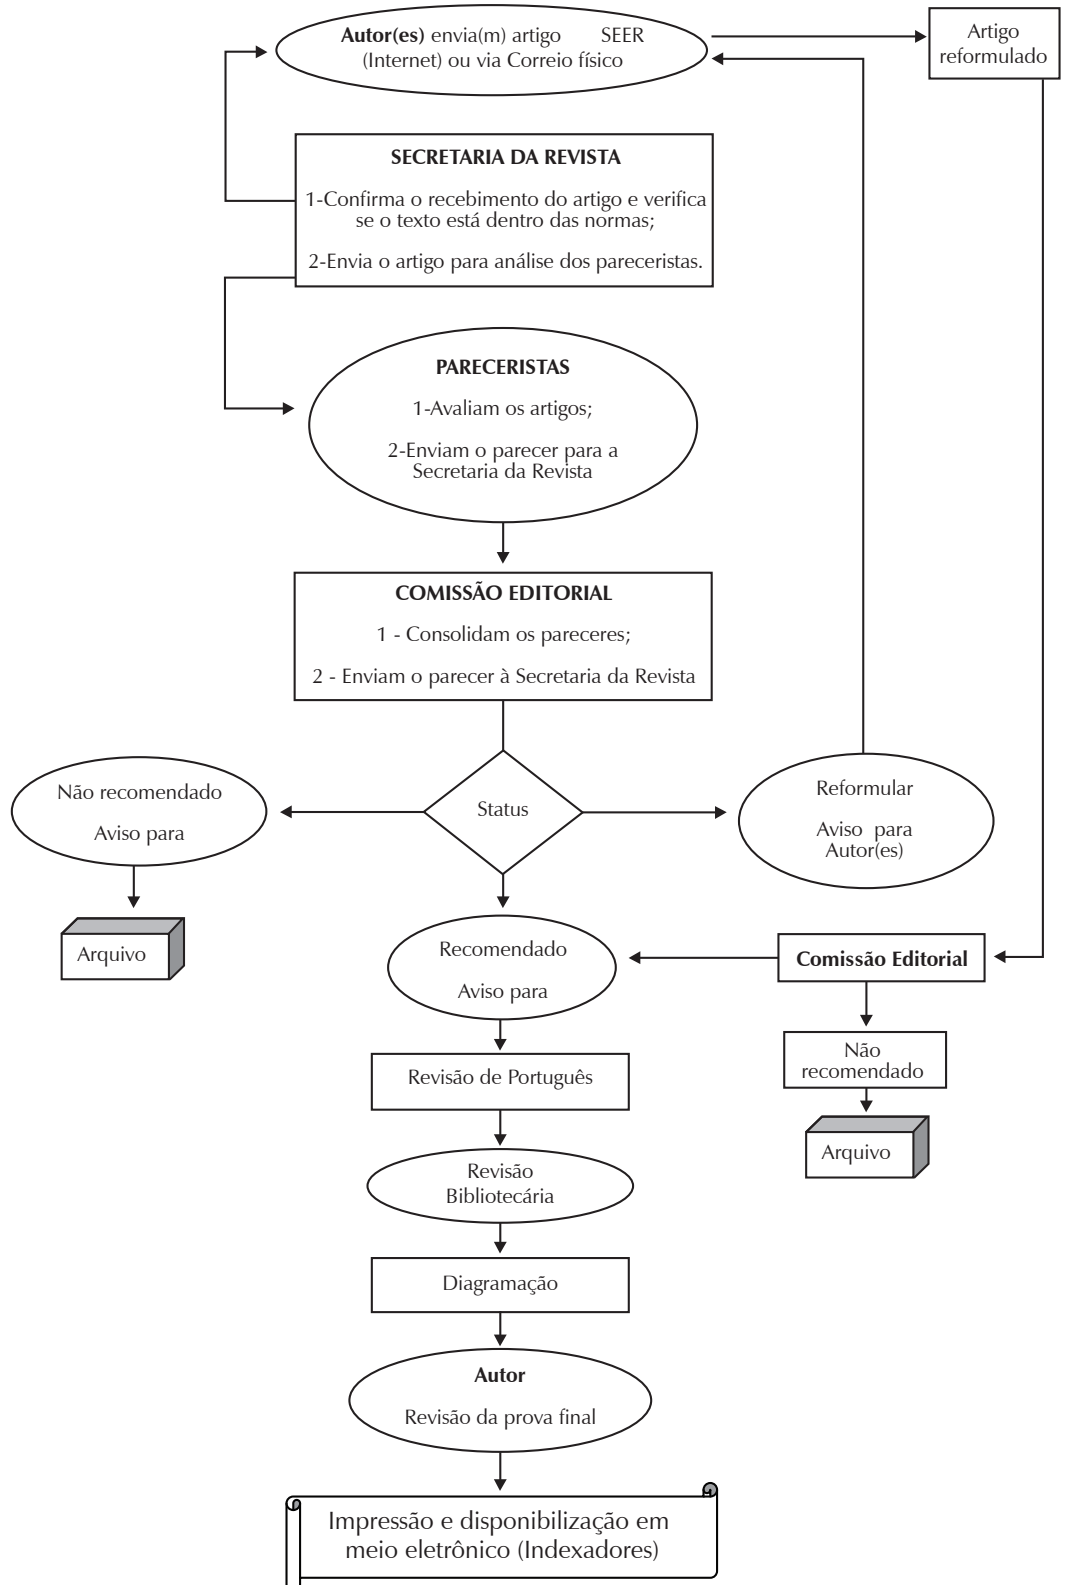 Autor(es) envia(m) artigo SEER
(Internet) ou via Correio físico
Artigo
reformulado
SECRETARIA DA REVISTA
1-Confirma o recebimento do artigo e verifica
se o texto está dentro das normas;
2-Envia o artigo para análise dos pareceristas.
PARECERISTAS
1-Avaliam os artigos;
2-Enviam o parecer para a
Secretaria da Revista
COMISSÃO EDITORIAL
1 - Consolidam os pareceres;
2 - Enviam o parecer à Secretaria da Revista
Não recomendado
Aviso para
Status
Reformular
Aviso para
Autor(es)
Arquivo
Recomendado
Aviso para
Comissão Editorial
Não
recomendado
Arquivo
Revisão de Português
Revisão
Bibliotecária
Diagramação
Autor
Revisão da prova final
Impressão e disponibilização em
meio eletrônico (Indexadores)